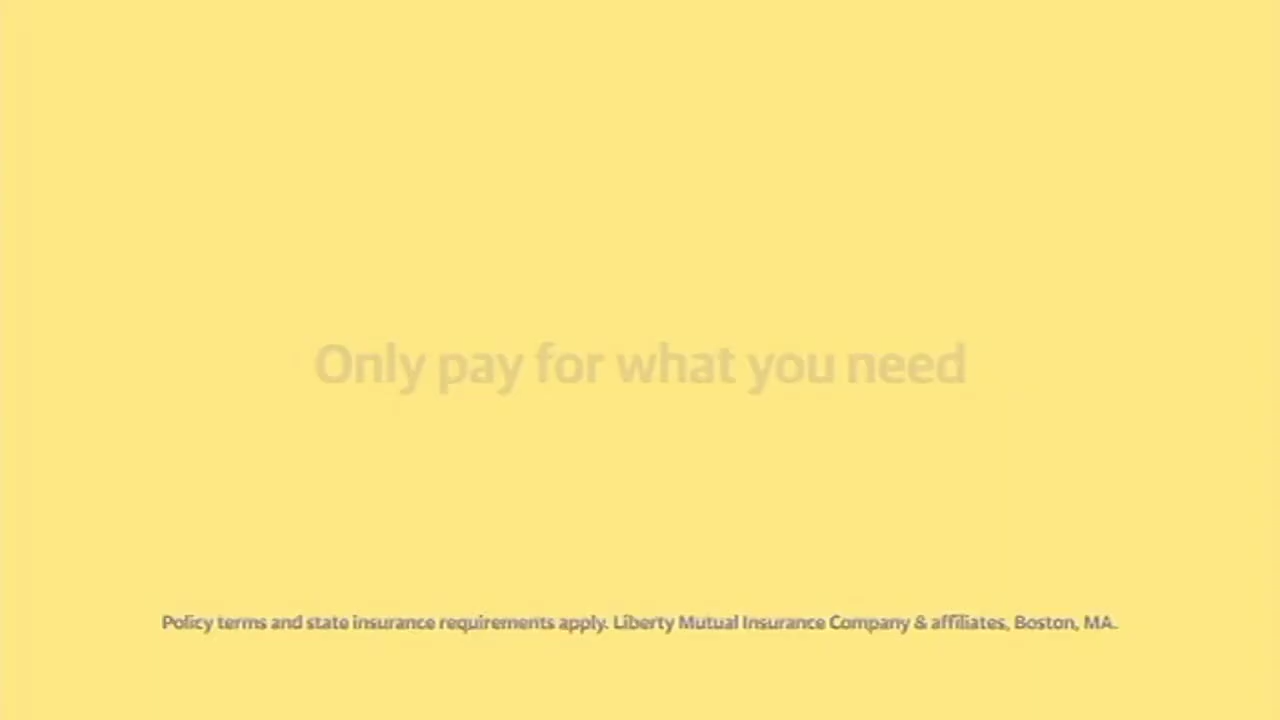 Only pay for what you need
Policy terms and state insurance requirements apply. Liberty Mutual Insurance Company & affiliates, Boston, MA.